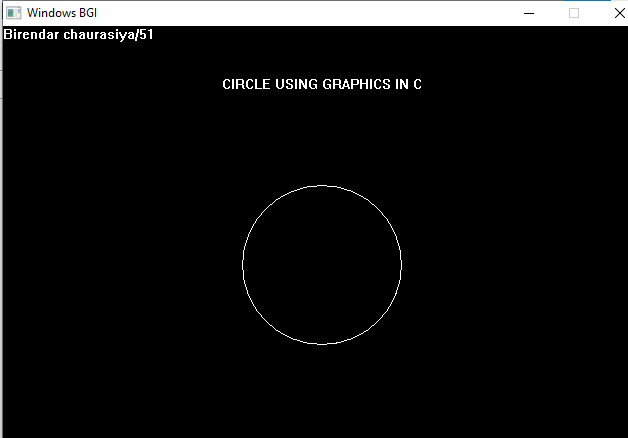 Windows BGI
Birendar chaurasiya/51
CIRCLE USING GRAPHICS IN C